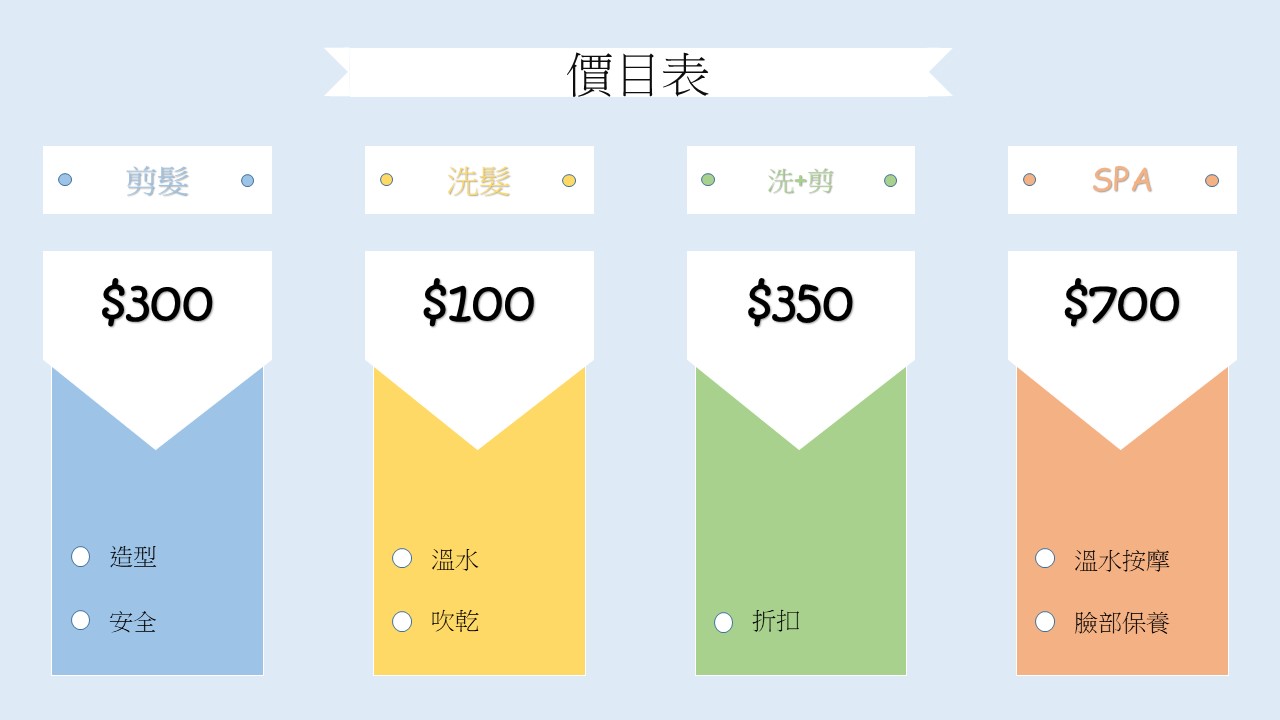 價目表
剪髮
洗髮
洗+剪
SPA
$300
$100
$350
$700
造型
安全
溫水
吹乾
折扣
溫水按摩
臉部保養